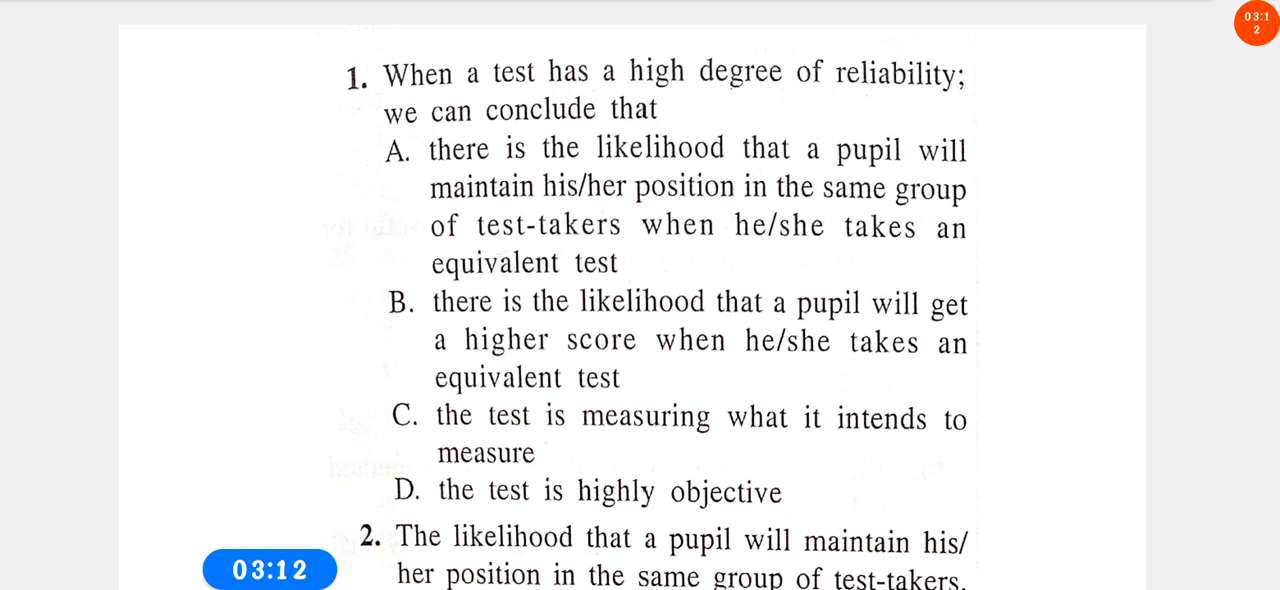 03:1
2
1. When a test has a high degree of reliability;
we can conclude that
A. there is the likelihood that a pupil will
maintain his/her position in the same group
of test-takers when he/she takes an
equivalent test
B. there is the likelihood that a pupil will get
a higher score when he/she takes an
equivalent test
C. the test is measuring what it intends to
measure
D. the test is highly objective
2. The likelihood that a pupil will maintain his/
her position in the same group of test-takers,
03:12